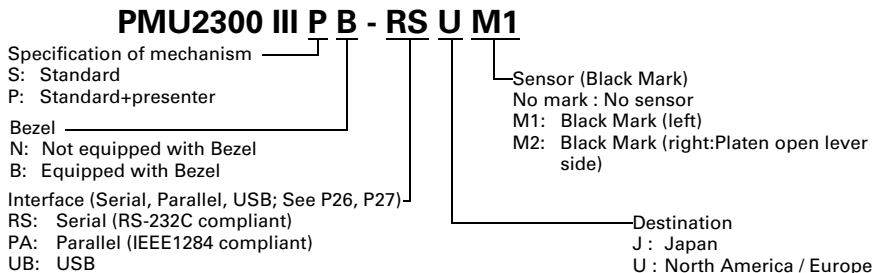 PMU2300 III P B - RS U M1
Specification of mechanism
S: Standard
P: Standard+presenter
Bezel
N: Not equipped with Bezel
B: Equipped with Bezel
Interface (Serial, Parallel, USB; See P26, P27)
RS: Serial (RS-232C compliant)
PA: Parallel (IEEE1284 compliant)
UB: USB
Sensor (Black Mark)
No mark : No sensor
M1: Black Mark (left)
M2: Black Mark (right:Platen open lever
side)
Destination
J : Japan
U : North America / Europe